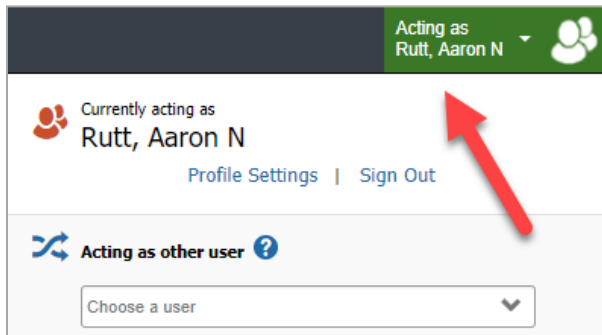 Acting as
Rutt, Aaron N
Currently acting as
Rutt, Aaron N
Profile Settings | Sign Out
Acting as other user ?
Choose a user